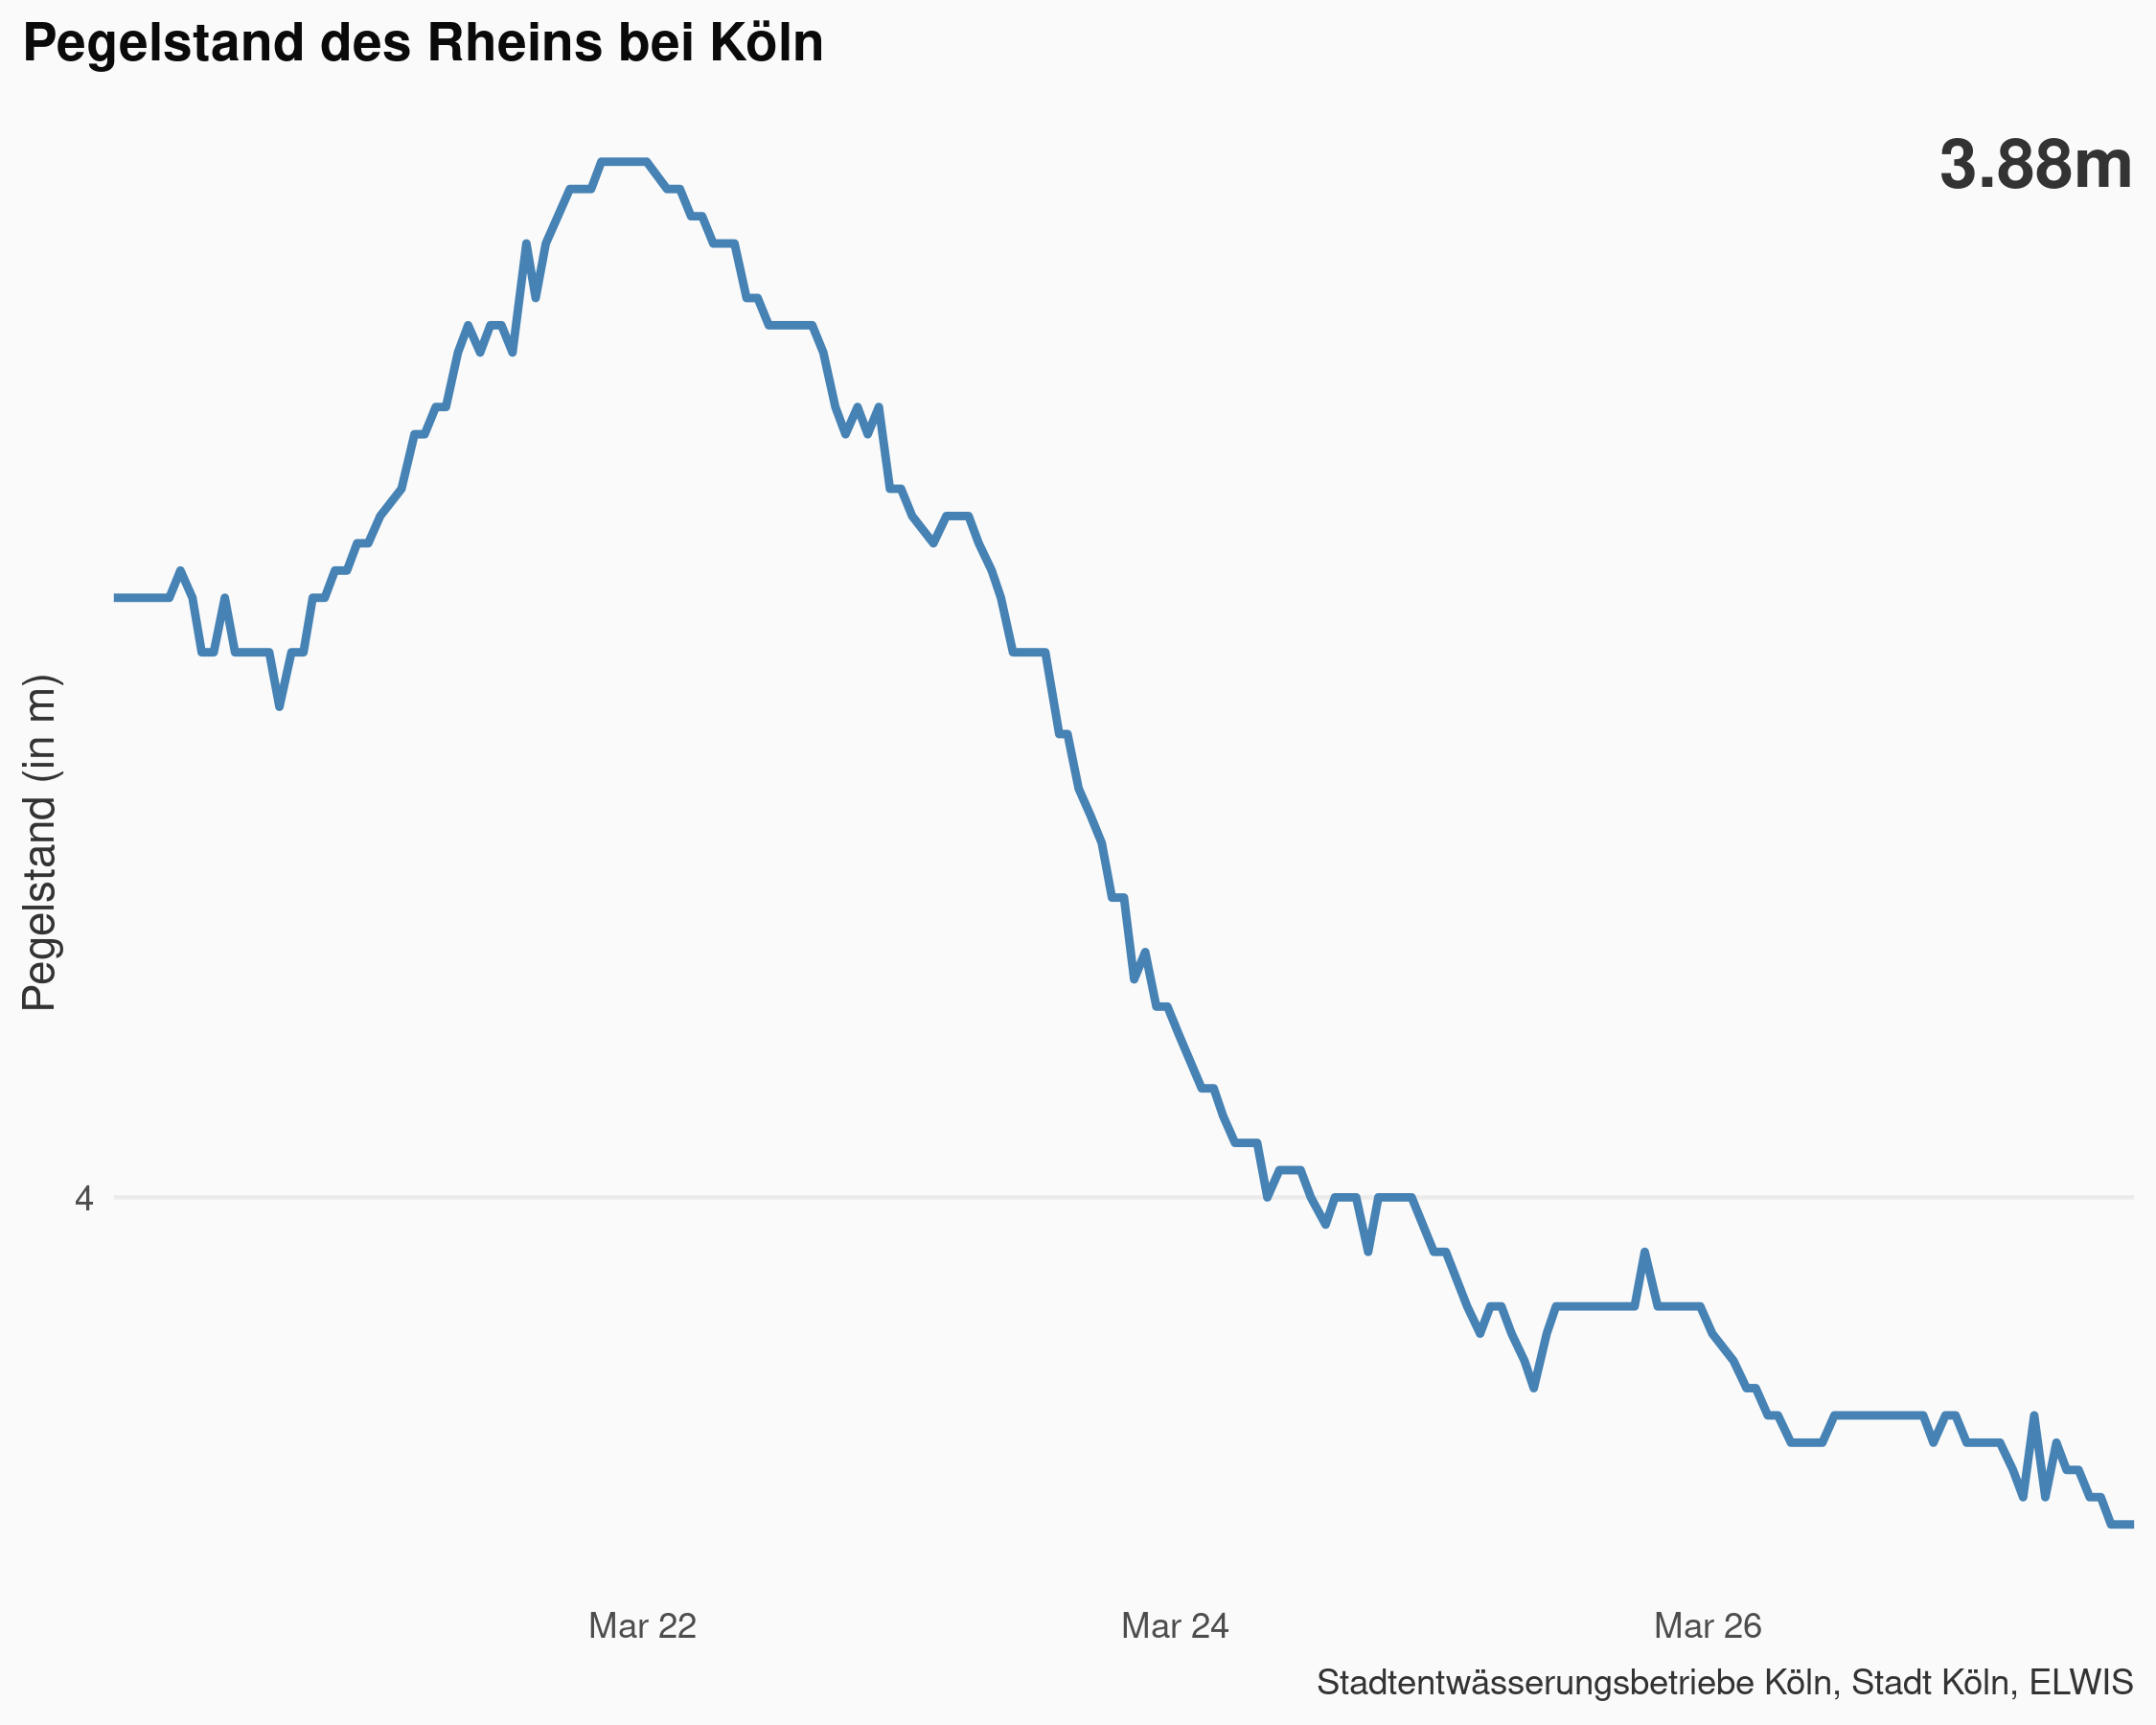 Pegelstand des Rheins bei Köln
3.88m
Pegelstand (in m)
4
Mar 22
Mar 24
Mar 26
Stadtentwässerungsbetriebe Köln, Stadt Köln, ELWIS